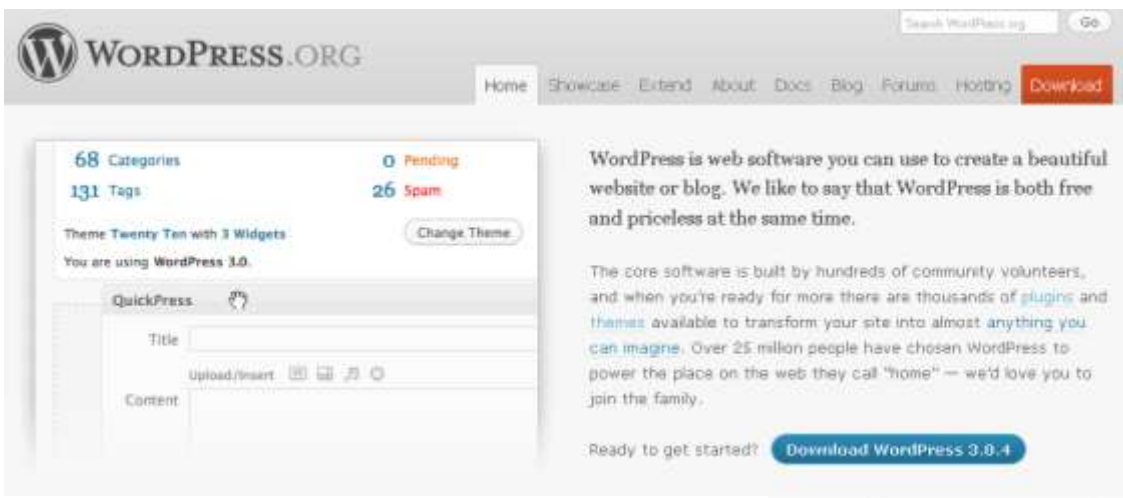 Search WordPress.org Go
WORDPRESS.ORG
Home Showcase Extend About Docs Blog Forums Hosting Download
68 Categories 0 Pending
131 Tags 26 Spam
Theme Twenty Ten with 3 Widgets Change Theme
You are using WordPress 3.0.
QuickPress
Title
Upload/Insert
Content
WordPress is web software you can use to create a beautiful
website or blog. We like to say that WordPress is both free
and priceless at the same time.
The core software is built by hundreds of community volunteers,
and when you're ready for more there are thousands of plugins and
themes available to transform your site into almost anything you
can imagine. Over 25 million people have chosen WordPress to
power the place on the web they call "home" — we'd love you to
join the family.
Ready to get started? Download WordPress 3.0.4